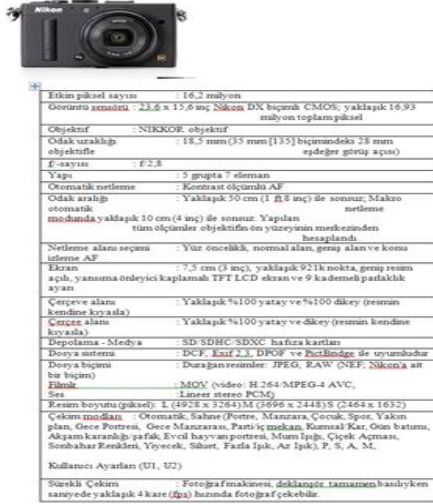 Nikon
Etkin piksel sayısı : 16,2 milyon
Görüntü sensörü : 23,6 x 15,6 inç Nikon DX biçimli CMOS; yaklaşık 16,93
milyon toplam piksel
Objektif : NIKKOR objektif
Odak uzaklığı : 18,5 mm (35 mm [135] biçimindeki 28 mm
objektifle eşdeğer görüş açısı)
f/-sayısı : f/2,8
Yapı : 5 grupta 7 eleman
Otomatik netleme : Kontrast ölçümlü AF
Odak aralığı : Yaklaşık 50 cm (1 ft 8 inç) ile sonsuz; Makro
otomatik netleme
modunda yaklaşık 10 cm (4 inç) ile sonsuz. Yapılan
tüm ölçümler objektifin ön yüzeyinin merkezinden
hesaplandı.
Netleme alanı seçimi : Yüz öncelikli, normal alan, geniş alan ve konu
izleme AF
Ekran : 7,5 cm (3 inç), yaklaşık 921k nokta, geniş resim
açılı, yansıma önleyici kaplamalı TFT LCD ekran ve 9 kademeli parlaklık
ayarı
Çerçeve alanı : Yaklaşık %100 yatay ve %100 dikey (resmin
kendine kıyasla)
Çerçee alanı : Yaklaşık %100 yatay ve dikey (resmin kendine
kıyasla)
Depolama - Medya : SD/SDHC/SDXC hafıza kartları
Dosya sistemi : DCF, Exif 2.3, DPOF ve PictBridge ile uyumludur
Dosya biçimi : Durağan resimler: JPEG, RAW (NEF; Nikon'a ait
bir biçim)
Filmlr : MOV (video: H.264/MPEG-4 AVC,
Ses :Lineer stereo PCM)
Resim boyutu(piksel): L (4928 x 3264) M (3696 x 2448) S (2464 x 1632)
Çekim modları : Otomatik, Sahne (Portre, Manzara, Çocuk, Spor, Yakın
plan, Gece Portresi, Gece Manzarası, Parti/iç mekan, Kumsal/Kar, Gün batımı,
Akşam karanlığı/şafak, Evcil hayvan portresi, Mum Işığı, Çiçek Açması,
Sonbahar Renkleri, Yiyecek, Siluet, Fazla Işık, Az Işık), P, S, A, M,
Kullanıcı Ayarları (U1, U2)
Sürekli Çekim : Fotoğraf makinesi, deklanşör tamamen basılıyken
saniyede yaklaşık 4 kare (fps) hızında fotoğraf çekebilir.